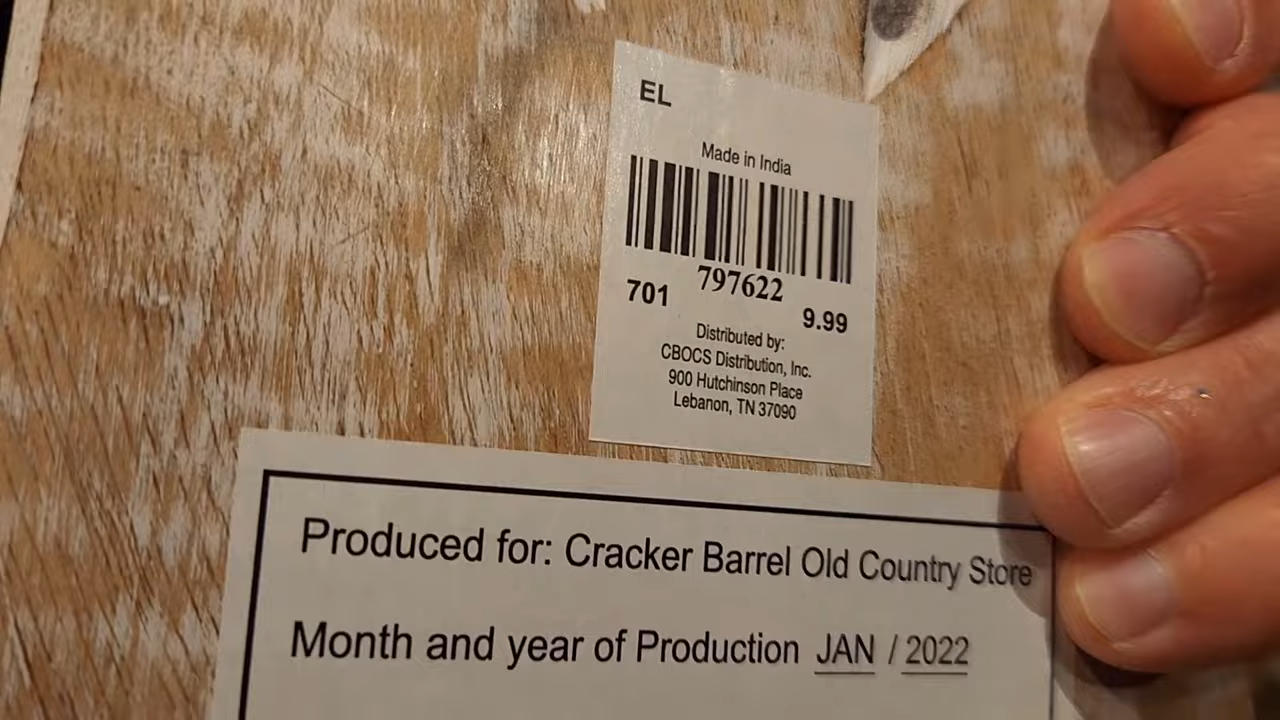 EL
Made in India
797622
701
9.99
Distributed by:
CBOCS Distribution, Inc.
900 Hutchinson Place
Lebanon, TN 37090
Produced for: Cracker Barrel Old Country Store
Month and year of Production JAN / 2022